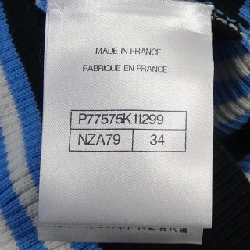 MADE IN FRANCE
FABRIQUE EN FRANCE
P77575K11299
NZA79 34